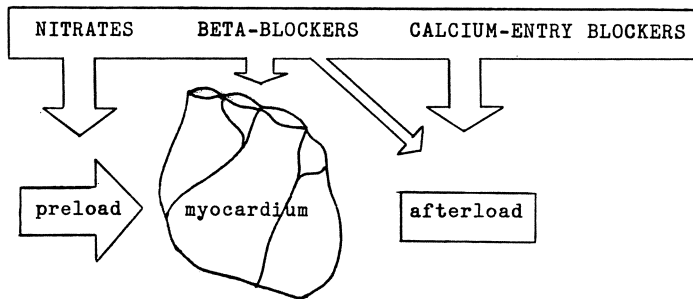 NITRATES BETA-BLOCKERS CALCIUM-ENTRY BLOCKERS
preload myocardium afterload